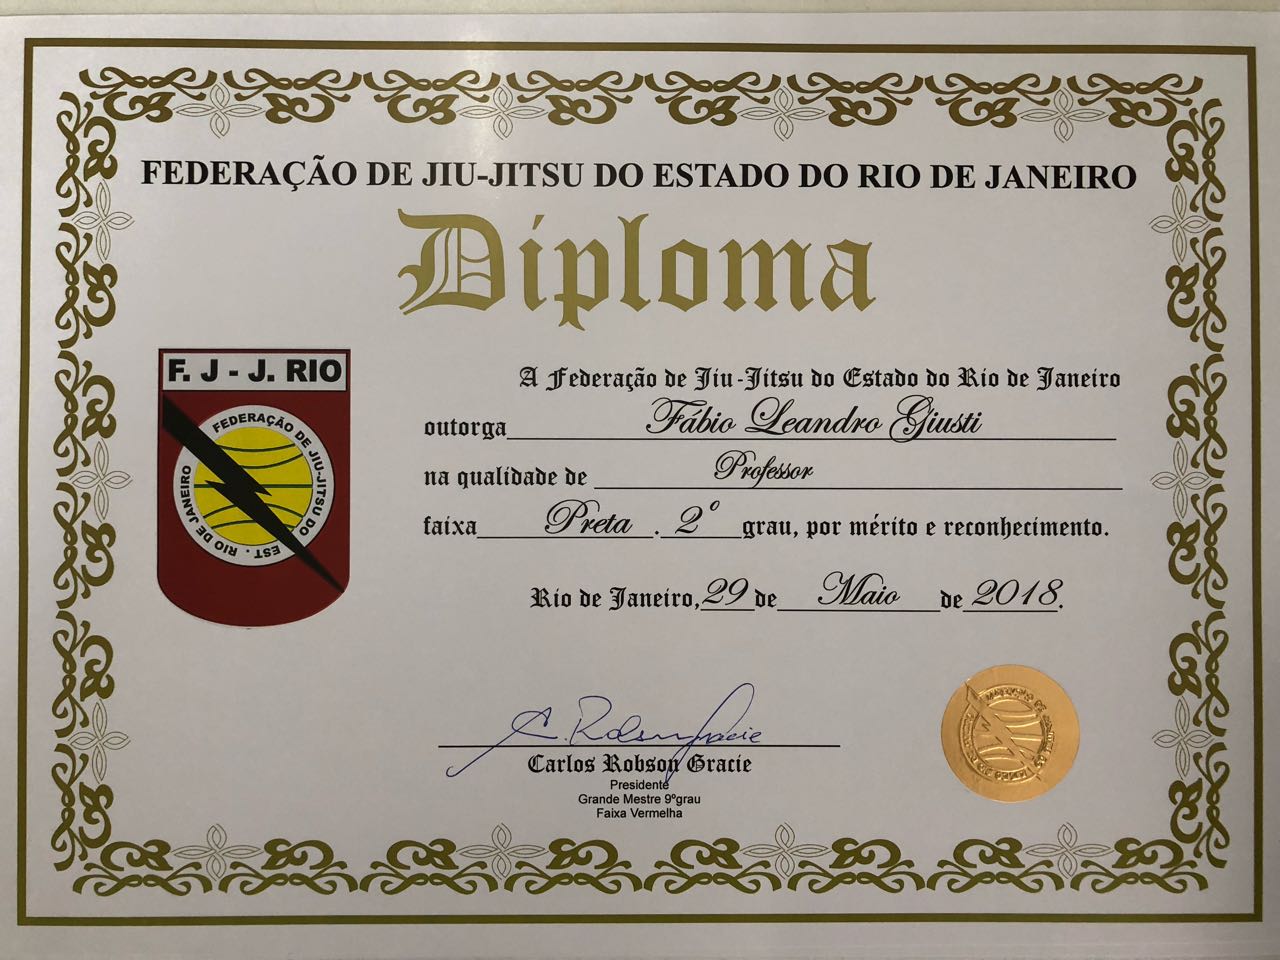 FEDERAÇÃO DE JIU-JITSU DO ESTADO DO RIO DE JANEIRO
Diploma
F. J - J. RIO
FEDERAÇÃO DE JIU-JITSU DO EST. RIO DE JANEIRO
A Federação de Jiu-Jitsu do Estado do Rio de Janeiro
outorga Fábio Leandro Giusti
na qualidade de Professor
faixa Preta . 2º grau, por mérito e reconhecimento.
Rio de Janeiro, 29 de Maio de 2018.
C. Robson Gracie
Carlos Robson Gracie
Presidente
Grande Mestre 9ºgrau
Faixa Vermelha